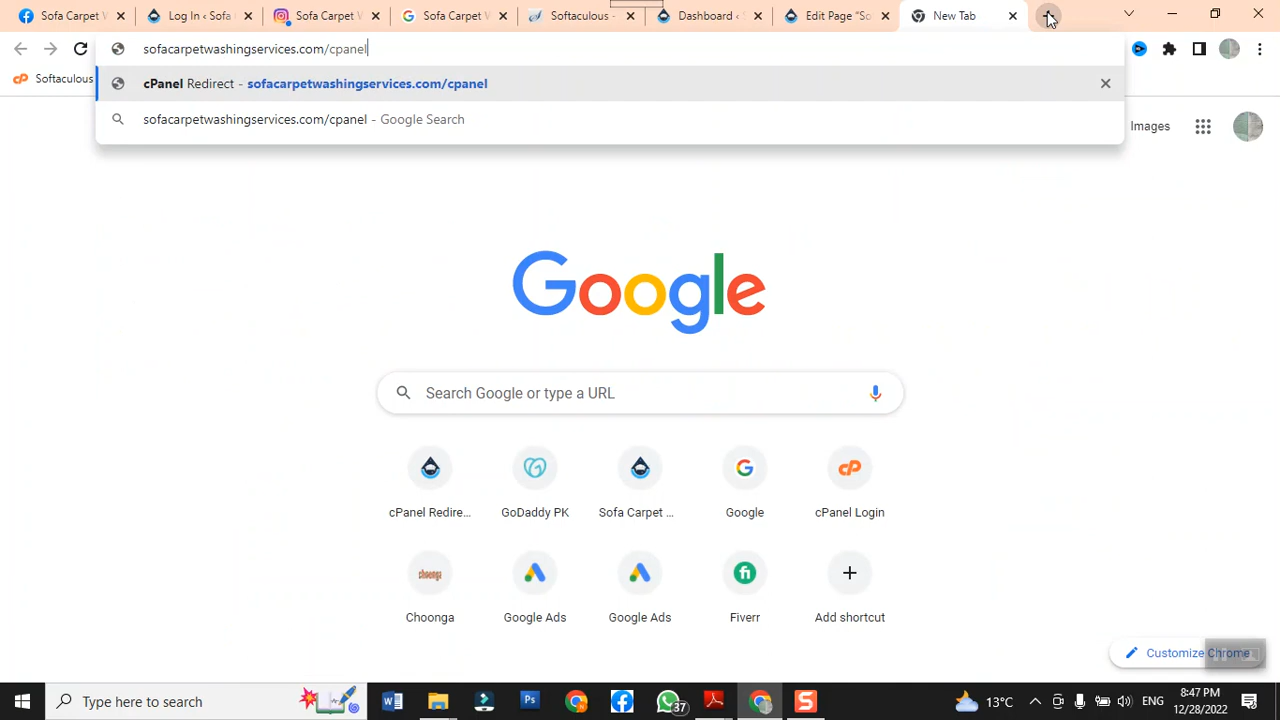 Sofa Carpet W
Log In ‹ Sofa
Sofa Carpet W
Sofa Carpet W
Softaculous -
Dashboard ‹ S
Edit Page "So
New Tab
sofacarpetwashingservices.com/cpanel
Softaculous
cPanel Redirect - sofacarpetwashingservices.com/cpanel
sofacarpetwashingservices.com/cpanel - Google Search
Images
Google
Search Google or type a URL
cPanel Redire...
GoDaddy PK
Sofa Carpet ...
Google
cPanel Login
choonga
Choonga
Google Ads
Google Ads
Fiverr
Add shortcut
Customize Chrome
Type here to search
37
13°C
ENG
8:47 PM
12/28/2022